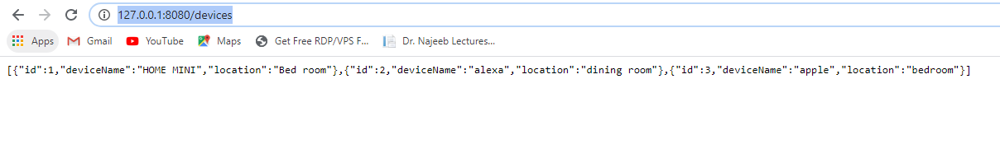 127.0.0.1:8080/devices
Apps Gmail YouTube Maps Get Free RDP/VPS F... Dr. Najeeb Lectures...
[{"id":1,"deviceName":"HOME MINI","location":"Bed room"},{"id":2,"deviceName":"alexa","location":"dining room"},{"id":3,"deviceName":"apple","location":"bedroom"}]